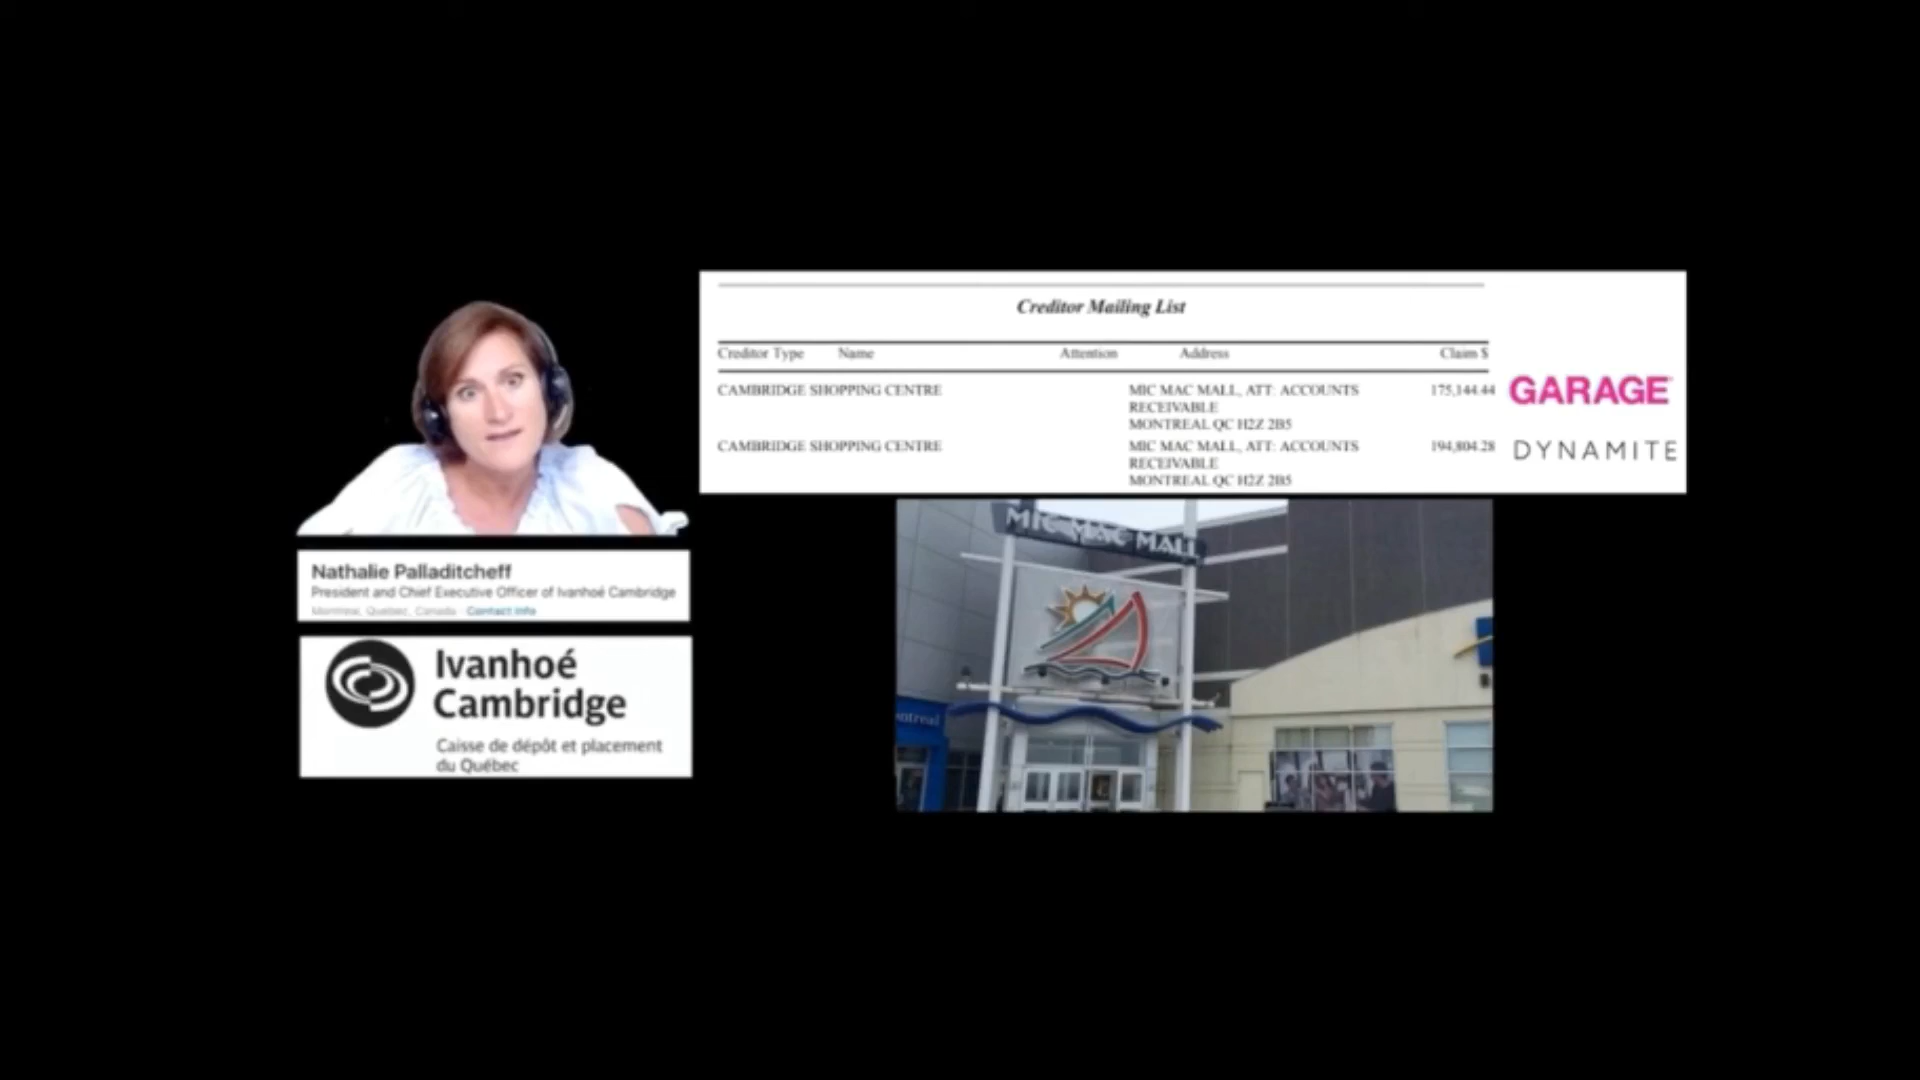 Creditor Mailing List
Creditor Type Name Attention Address Claim $
CAMBRIDGE SHOPPING CENTRE MIC MAC MALL, ATT: ACCOUNTS 175,144.44
RECEIVABLE
MONTREAL QC H2Z 2B5
CAMBRIDGE SHOPPING CENTRE MIC MAC MALL, ATT: ACCOUNTS 194,804.28
RECEIVABLE
MONTREAL QC H2Z 2B5
GARAGE
DYNAMITE
Nathalie Palladitcheff
President and Chief Executive Officer of Ivanhoé Cambridge
Montreal, Quebec, Canada · Contact info
Ivanhoé
Cambridge
Caisse de dépôt et placement
du Québec
MIC MAC MALL